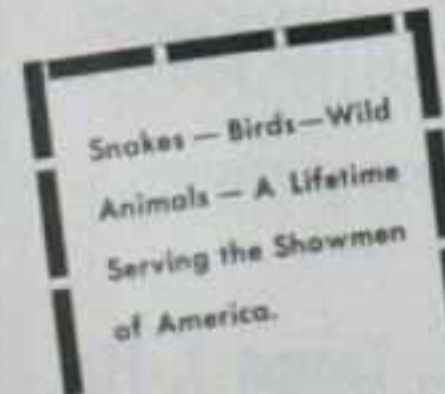 Snakes — Birds—Wild
Animals — A Lifetime
Serving the Showmen
of America.